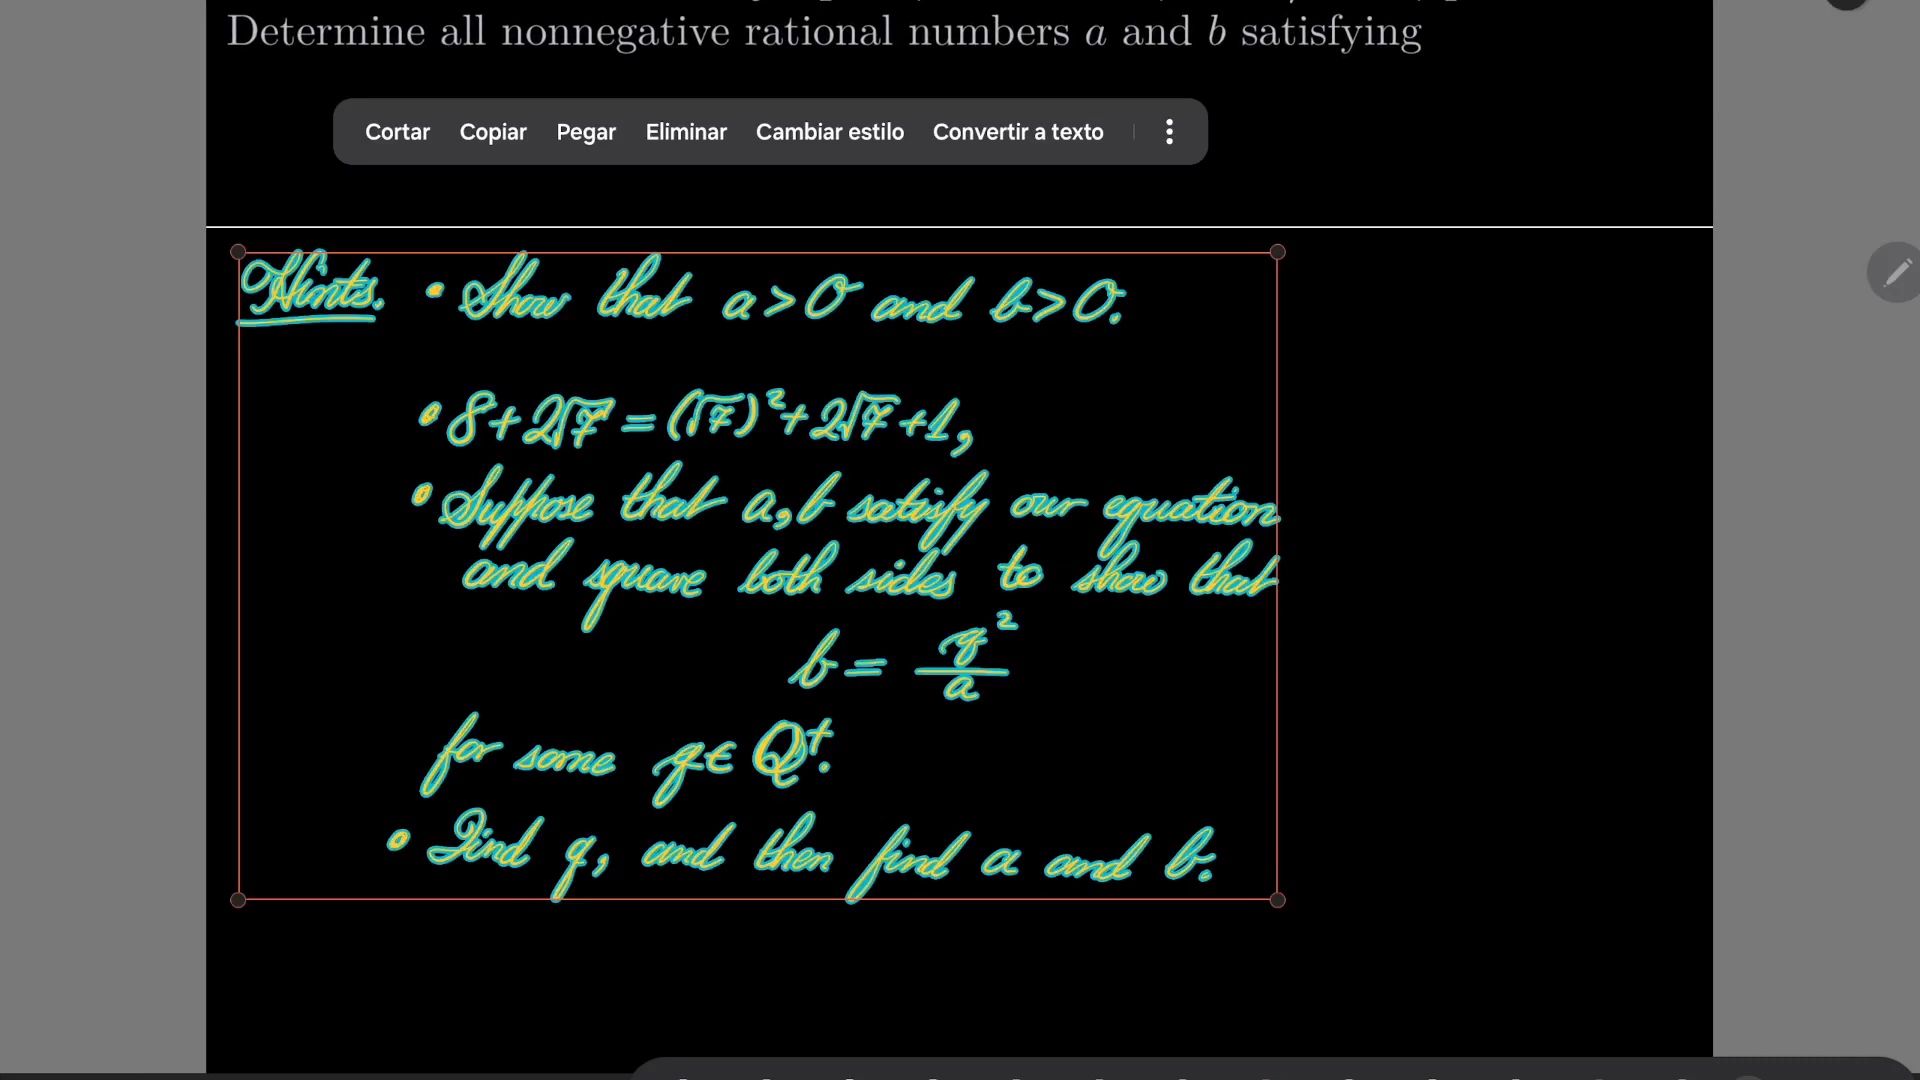 Determine all nonnegative rational numbers a and b satisfying
Cortar Copiar Pegar Eliminar Cambiar estilo Convertir a texto
Hints. • Show that a > 0 and b > 0.
• 8 + 2√7 = (√7)² + 2√7 + 1,
• Suppose that a, b satisfy our equation
and square both sides to show that
b = q²/a
for some q ∈ Q⁺.
• Find q, and then find a and b.